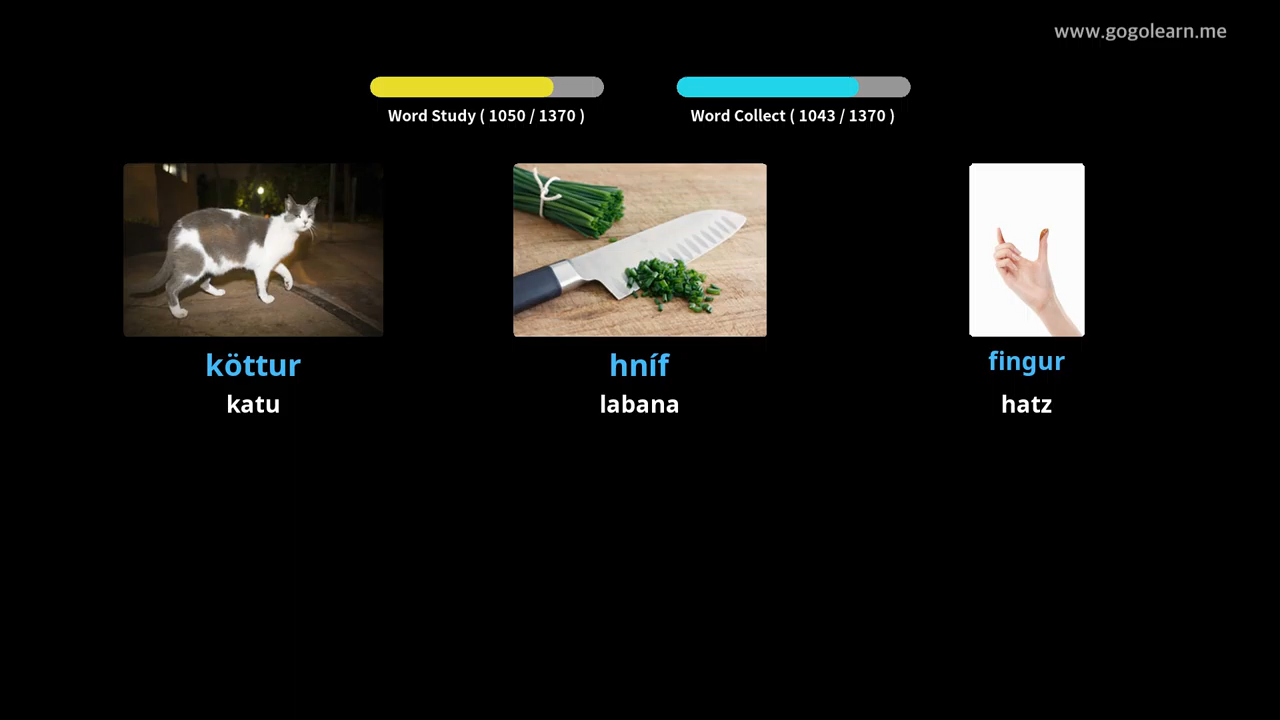 www.gogolearn.me
Word Study ( 1050 / 1370 )
Word Collect ( 1043 / 1370 )
köttur
hníf
fingur
katu
labana
hatz